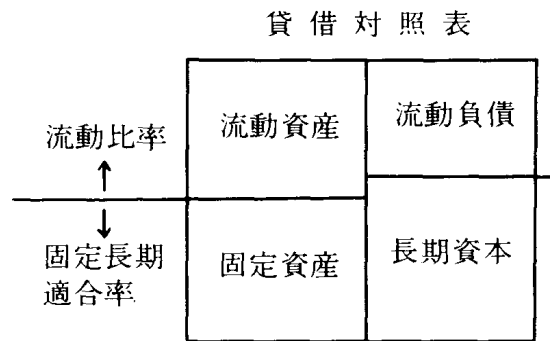 貸借対照表
流動資産
流動負債
流動比率
↑
↓
固定長期
適合率
固定資産
長期資本